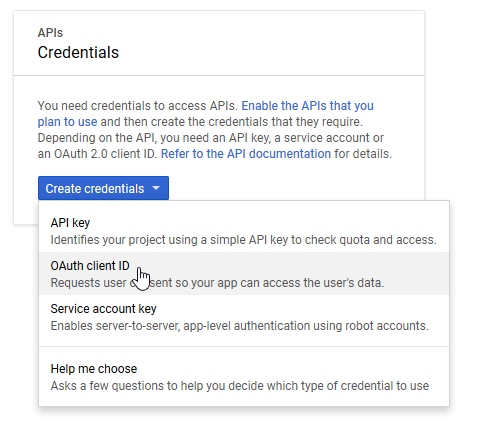 APIs
Credentials
You need credentials to access APIs. Enable the APIs that you
plan to use and then create the credentials that they require.
Depending on the API, you need an API key, a service account or
an OAuth 2.0 client ID. Refer to the API documentation for details.
Create credentials
API key
Identifies your project using a simple API key to check quota and access.
OAuth client ID
Requests user sent so your app can access the user's data.
Service account key
Enables server-to-server, app-level authentication using robot accounts.
Help me choose
Asks a few questions to help you decide which type of credential to use